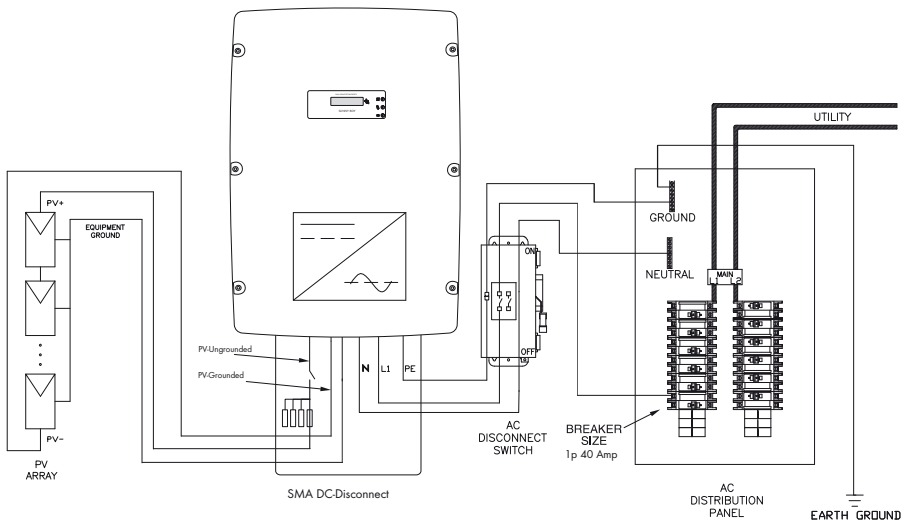 UTILITY
PV+
EQUIPMENT
GROUND
GROUND
ON
NEUTRAL
MAIN
L1 L2
PV-Ungrounded
PV-Grounded
N L1 PE
OFF
PV-
PV
ARRAY
AC
DISCONNECT
SWITCH
BREAKER
SIZE
1p 40 Amp
SMA DC-Disconnect
AC
DISTRIBUTION
PANEL
EARTH GROUND